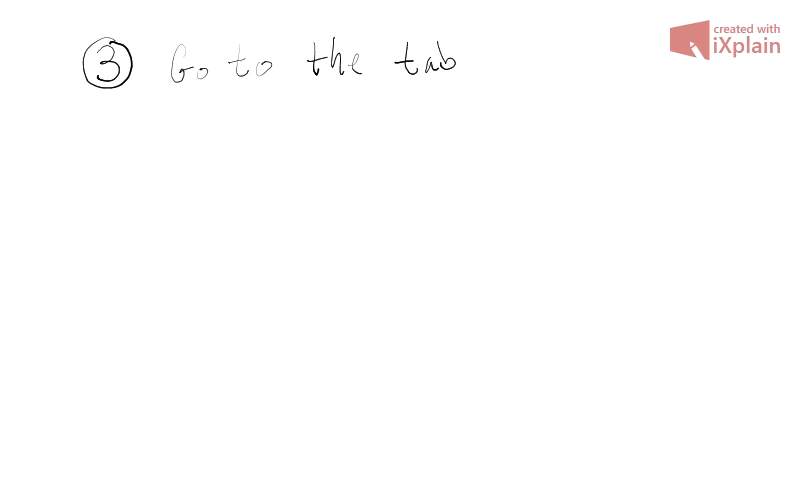 ③ Go to the tab
created with
iXplain